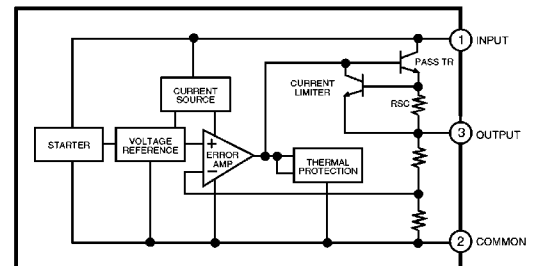 1 INPUT
PASS TR
CURRENT
LIMITER
CURRENT
SOURCE
RSC
3 OUTPUT
STARTER
VOLTAGE
REFERENCE
+
−
ERROR
AMP
THERMAL
PROTECTION
2 COMMON